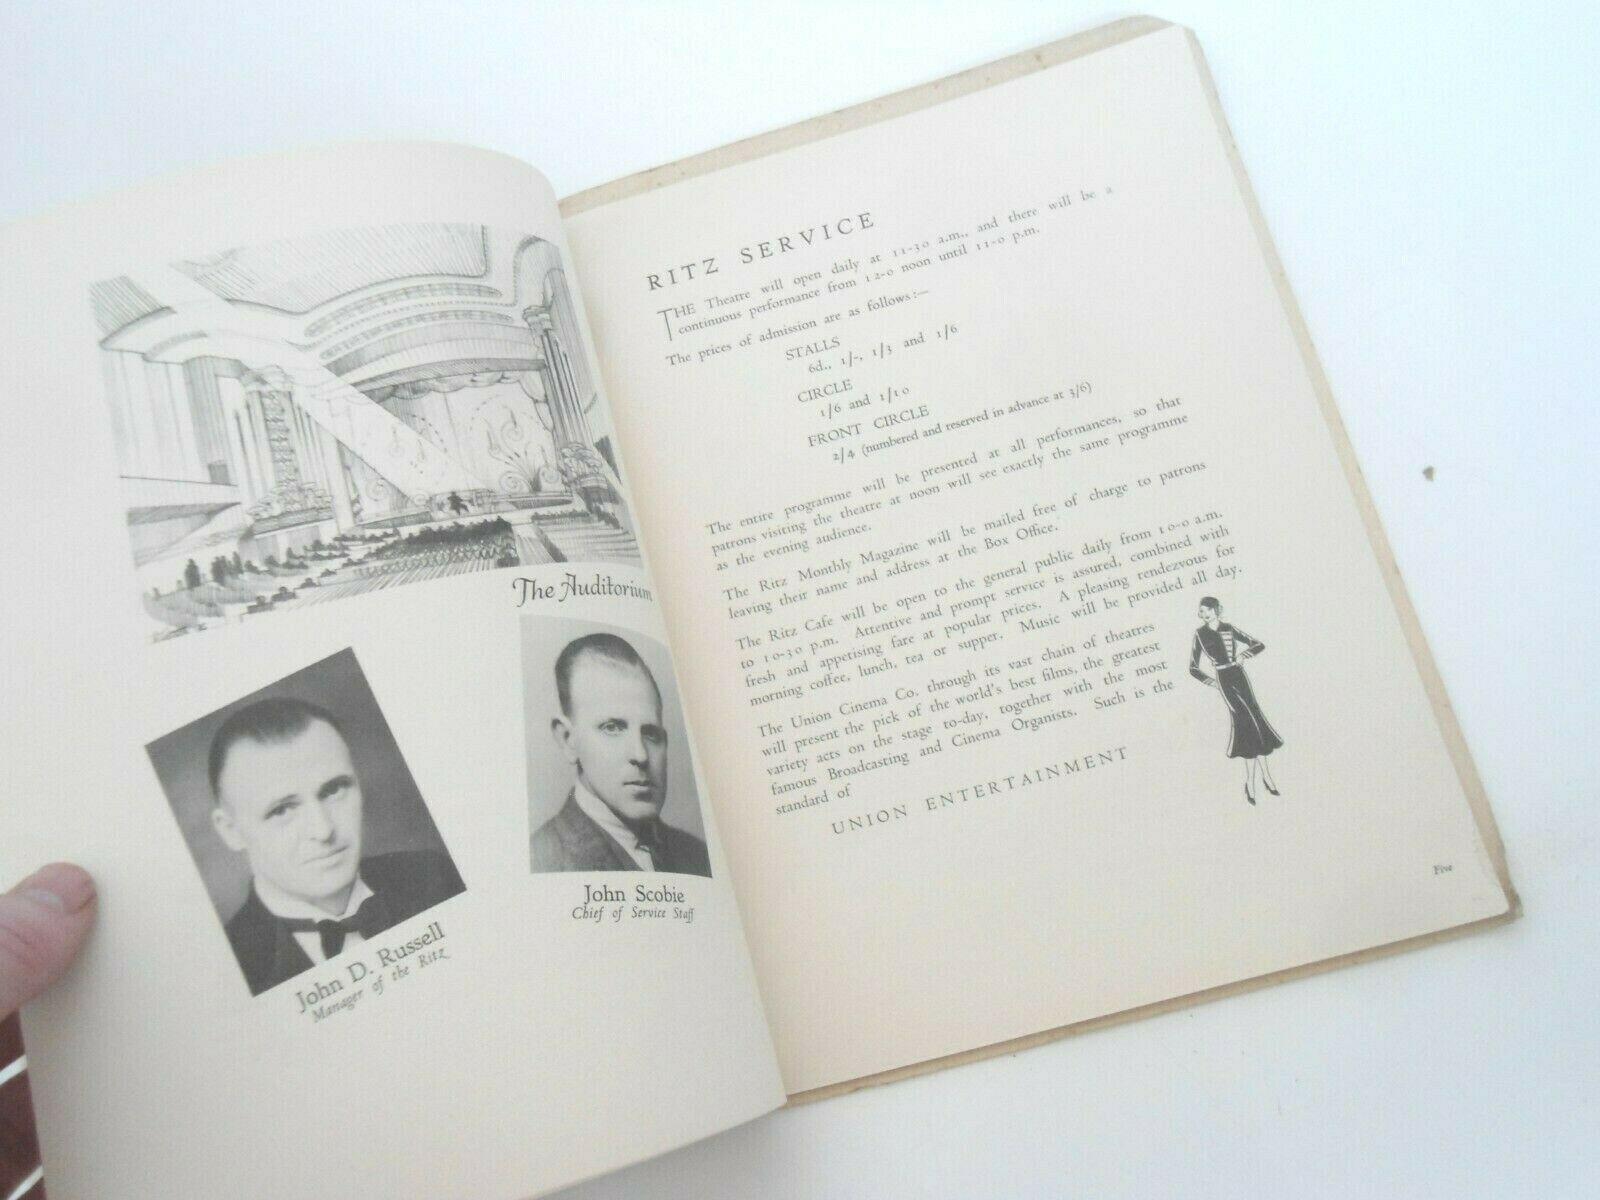 The Auditorium
John D. Russell
Manager of the Ritz
John Scobie
Chief of Service Staff
RITZ SERVICE
THE Theatre will open daily at 11-30 a.m., and there will be a
continuous performance from 12-0 noon until 11-0 p.m.
The prices of admission are as follows:—
STALLS
6d., 1/-, 1/3 and 1/6
CIRCLE
1/6 and 1/10
FRONT CIRCLE
2/4 (numbered and reserved in advance at 3/6)
The entire programme will be presented at all performances, so that
patrons visiting the theatre at noon will see exactly the same programme
as the evening audience.
The Ritz Monthly Magazine will be mailed free of charge to patrons
leaving their name and address at the Box Office.
The Ritz Cafe will be open to the general public daily from 10-0 a.m.
to 10-30 p.m. Attentive and prompt service is assured, combined with
fresh and appetising fare at popular prices. A pleasing rendezvous for
morning coffee, lunch, tea or supper. Music will be provided all day.
The Union Cinema Co. through its vast chain of theatres
will present the pick of the world's best films, the greatest
variety acts on the stage to-day, together with the most
famous Broadcasting and Cinema Organists. Such is the
standard of
UNION ENTERTAINMENT
Five